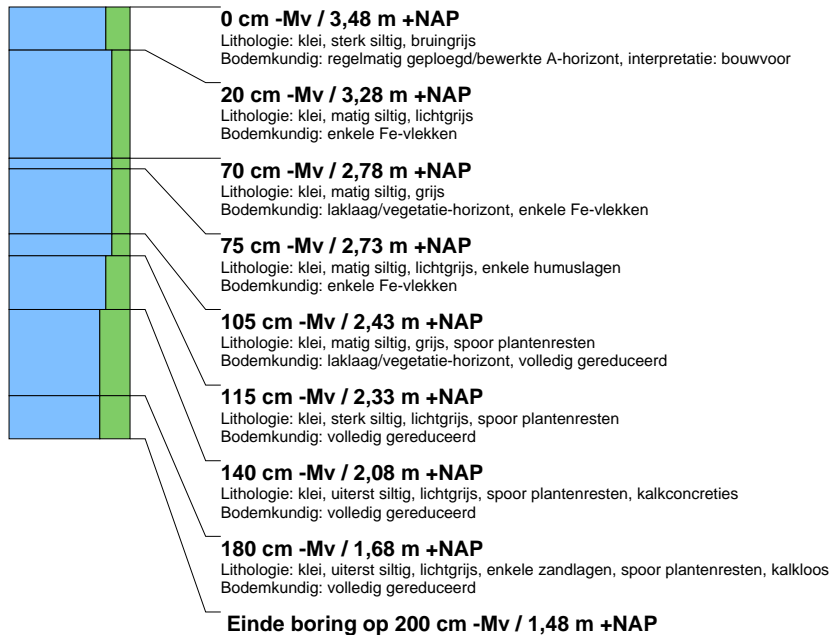 0 cm -Mv / 3,48 m +NAP
Lithologie: klei, sterk siltig, bruingrijs
Bodemkundig: regelmatig geploegd/bewerkte A-horizont, interpretatie: bouwvoor
20 cm -Mv / 3,28 m +NAP
Lithologie: klei, matig siltig, lichtgrijs
Bodemkundig: enkele Fe-vlekken
70 cm -Mv / 2,78 m +NAP
Lithologie: klei, matig siltig, grijs
Bodemkundig: laklaag/vegetatie-horizont, enkele Fe-vlekken
75 cm -Mv / 2,73 m +NAP
Lithologie: klei, matig siltig, lichtgrijs, enkele humuslagen
Bodemkundig: enkele Fe-vlekken
105 cm -Mv / 2,43 m +NAP
Lithologie: klei, matig siltig, grijs, spoor plantenresten
Bodemkundig: laklaag/vegetatie-horizont, volledig gereduceerd
115 cm -Mv / 2,33 m +NAP
Lithologie: klei, sterk siltig, lichtgrijs, spoor plantenresten
Bodemkundig: volledig gereduceerd
140 cm -Mv / 2,08 m +NAP
Lithologie: klei, uiterst siltig, lichtgrijs, spoor plantenresten, kalkconcreties
Bodemkundig: volledig gereduceerd
180 cm -Mv / 1,68 m +NAP
Lithologie: klei, uiterst siltig, lichtgrijs, enkele zandlagen, spoor plantenresten, kalkloos
Bodemkundig: volledig gereduceerd
Einde boring op 200 cm -Mv / 1,48 m +NAP